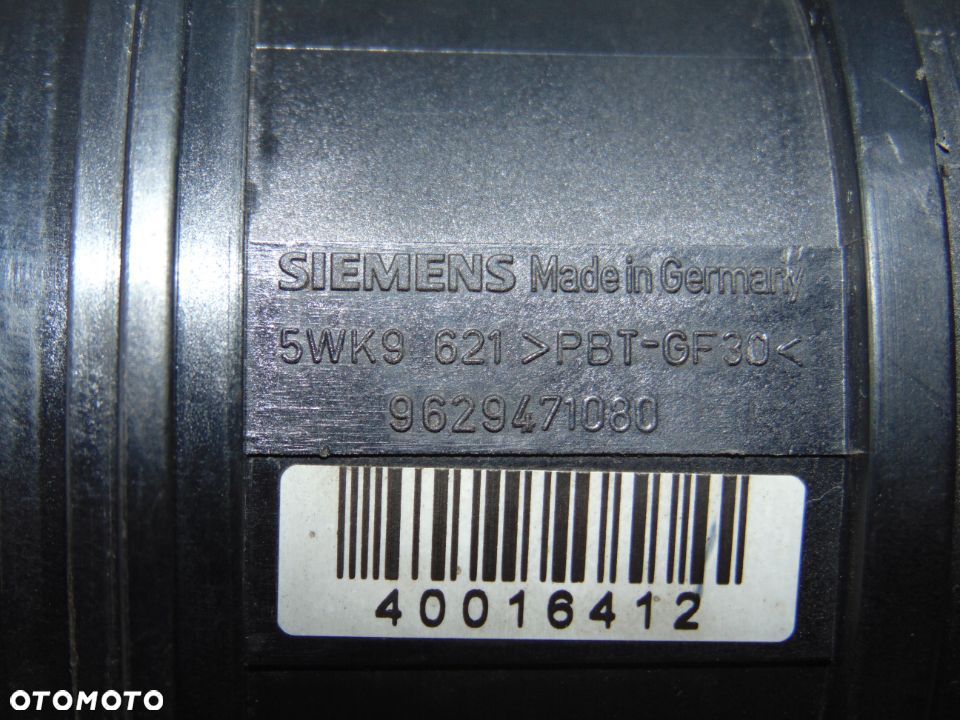 SIEMENS Made in Germany
5WK9 621 >PBT-GF30<
9629471080
40016412
OTOMOTO